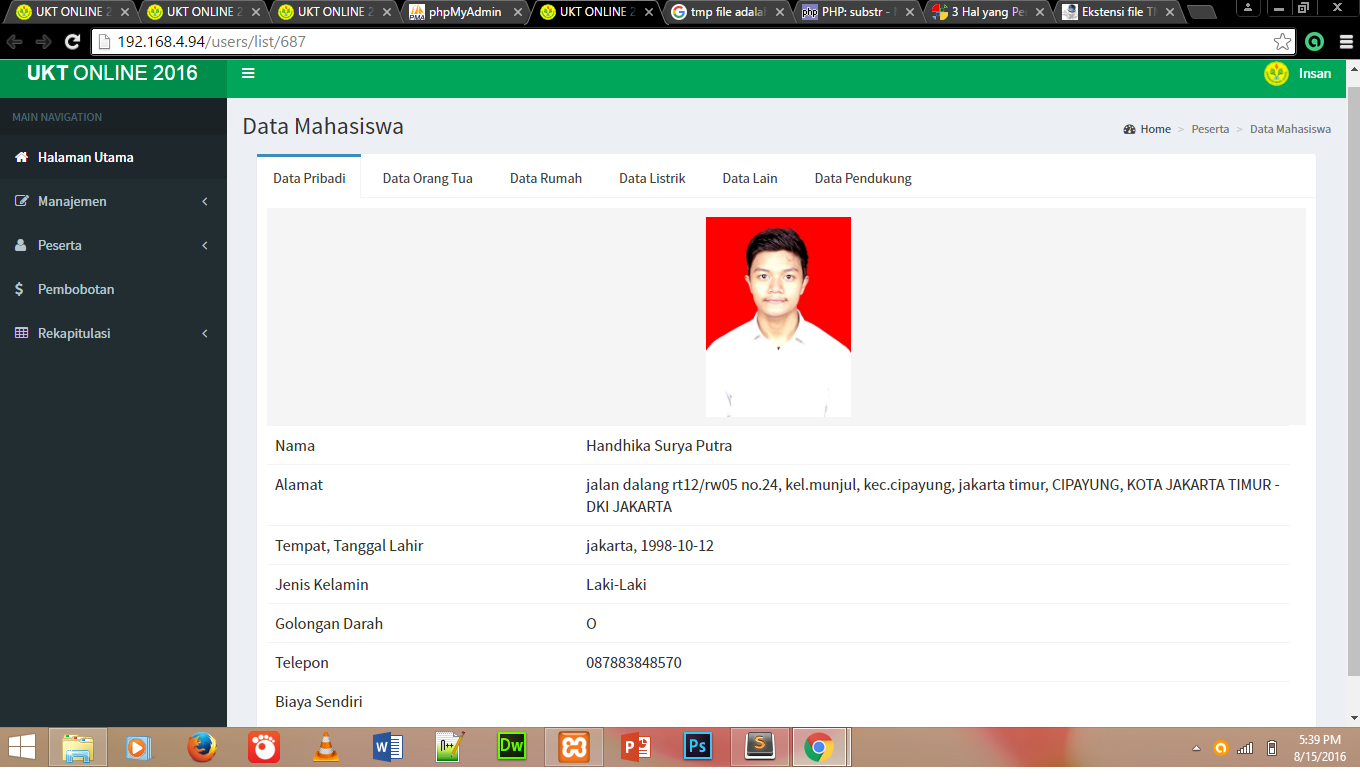 UKT ONLINE 2
UKT ONLINE 2
UKT ONLINE 2
phpMyAdmin
UKT ONLINE 2
tmp file adalah
PHP: substr -
3 Hal yang Pe
Ekstensi file
192.168.4.94/users/list/687
UKT ONLINE 2016
Insan
MAIN NAVIGATION
Halaman Utama
Manajemen
Peserta
Pembobotan
Rekapitulasi
Data Mahasiswa
Home > Peserta > Data Mahasiswa
Data Pribadi Data Orang Tua Data Rumah Data Listrik Data Lain Data Pendukung
Nama Handhika Surya Putra
Alamat jalan dalang rt12/rw05 no.24, kel.munjul, kec.cipayung, jakarta timur, CIPAYUNG, KOTA JAKARTA TIMUR -
DKI JAKARTA
Tempat, Tanggal Lahir jakarta, 1998-10-12
Jenis Kelamin Laki-Laki
Golongan Darah O
Telepon 087883848570
Biaya Sendiri
5:39 PM
8/15/2016